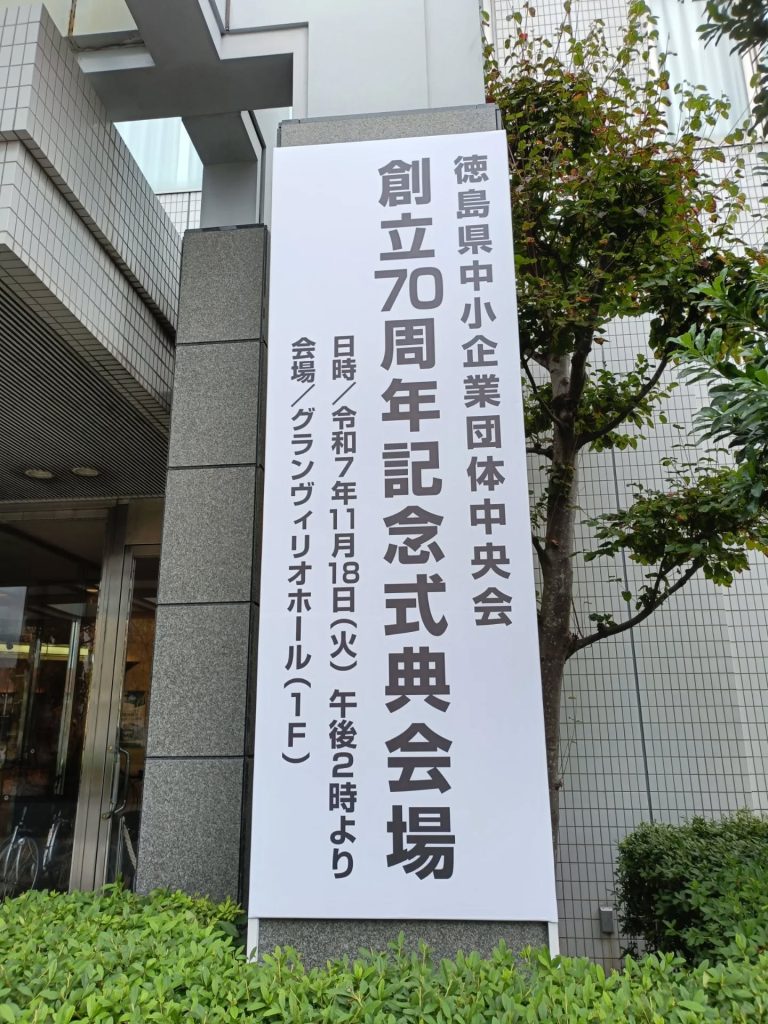 徳島県中小企業団体中央会
創立70周年記念式典会場
日時／令和7年11月18日(火) 午後2時より
会場／グランヴィリオホール(1F)